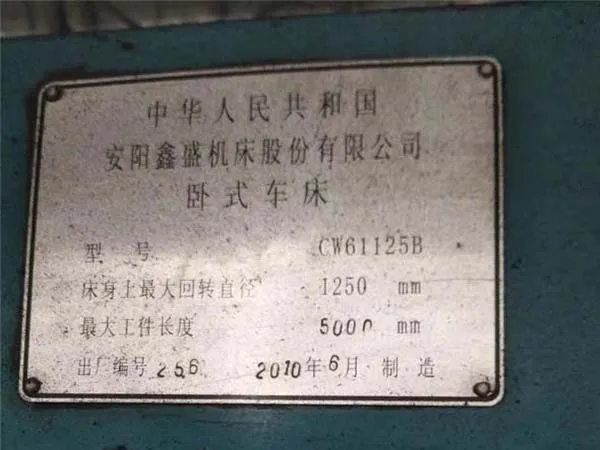 中华人民共和国
安阳鑫盛机床股份有限公司
卧式车床
型号 CW61125B
床身上最大回转直径 1250 mm
最大工件长度 5000 mm
出厂编号 256 2010年6月制造